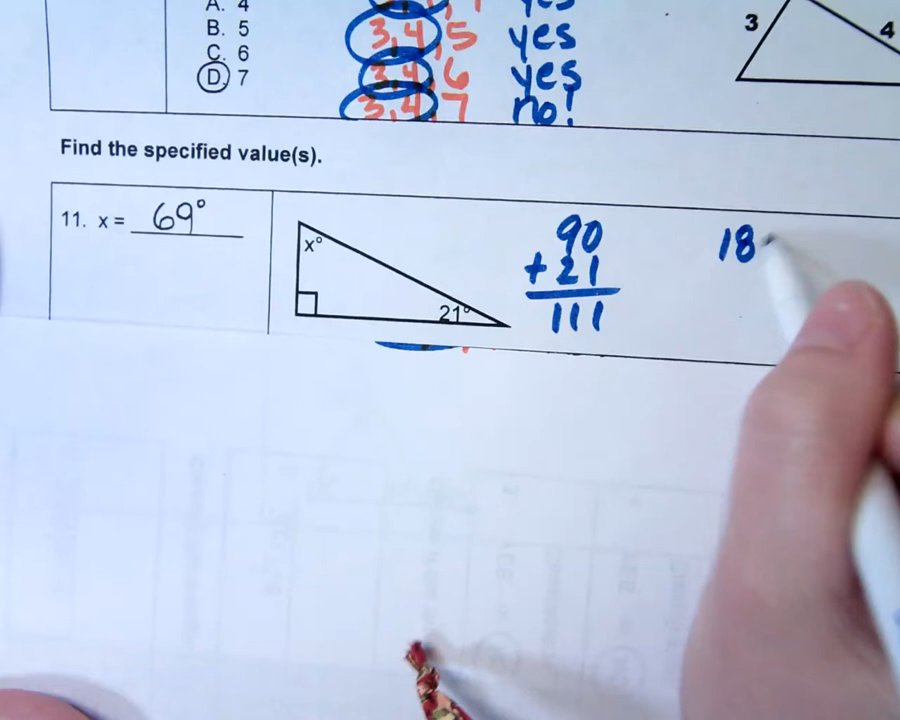 A. 4
B. 5
C. 6
D. 7
3,4,5 yes
3,4,6 yes
3,4,7 no!
3
4
Find the specified value(s).
11. x = 69°
x°
21°
90
+ 21
111
18